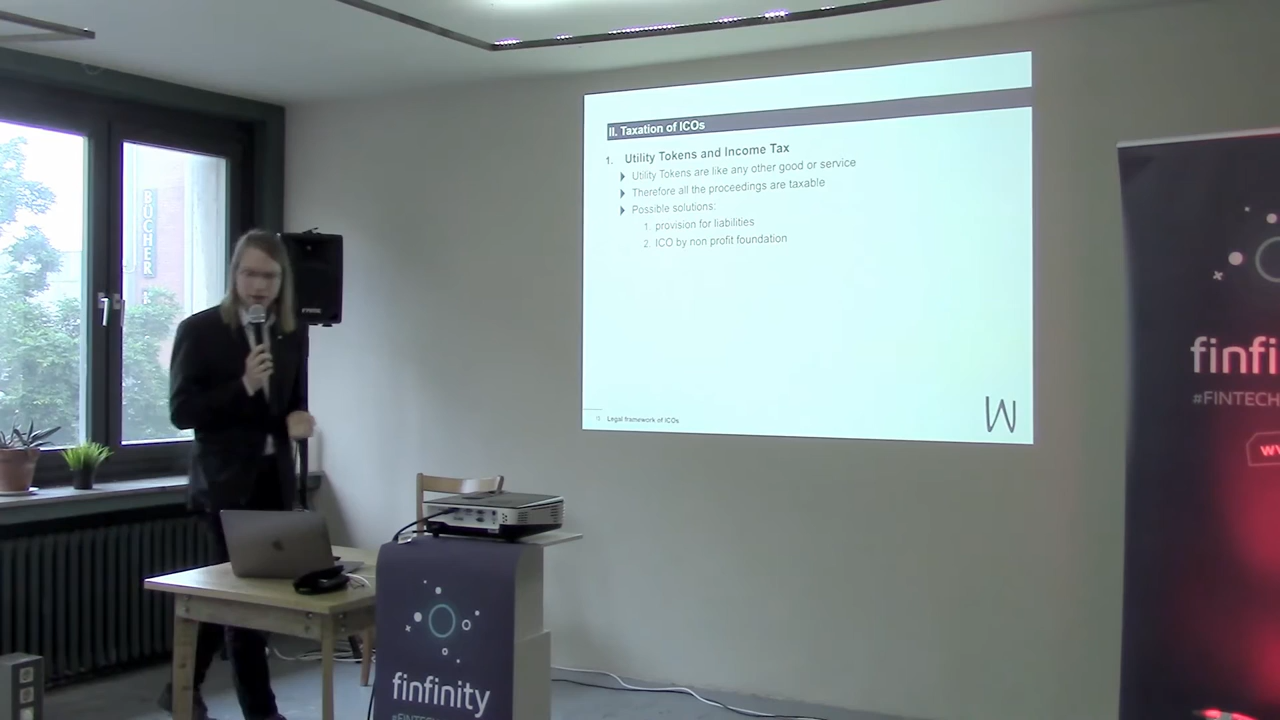 II. Taxation of ICOs
1. Utility Tokens and Income Tax
Utility Tokens are like any other good or service
Therefore all the proceedings are taxable
Possible solutions:
1. provision for liabilities
2. ICO by non profit foundation
Legal framework of ICOs
W
BÜCHER
finfinity
#FINTECH
finfi
#FINTECH